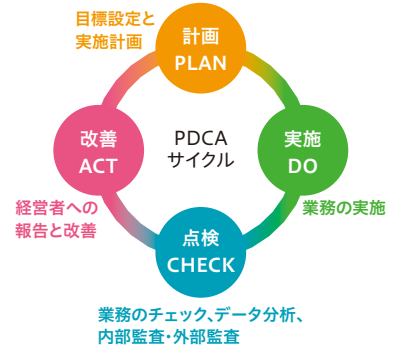 目標設定と
実施計画
計画
PLAN
改善
ACT
PDCA
サイクル
実施
DO
経営者への
報告と改善
業務の実施
点検
CHECK
業務のチェック、データ分析、
内部監査・外部監査